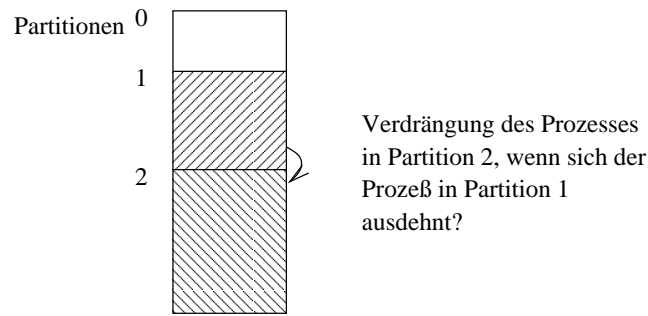 Partitionen 0
1
2
Verdrängung des Prozesses
in Partition 2, wenn sich der
Prozeß in Partition 1
ausdehnt?